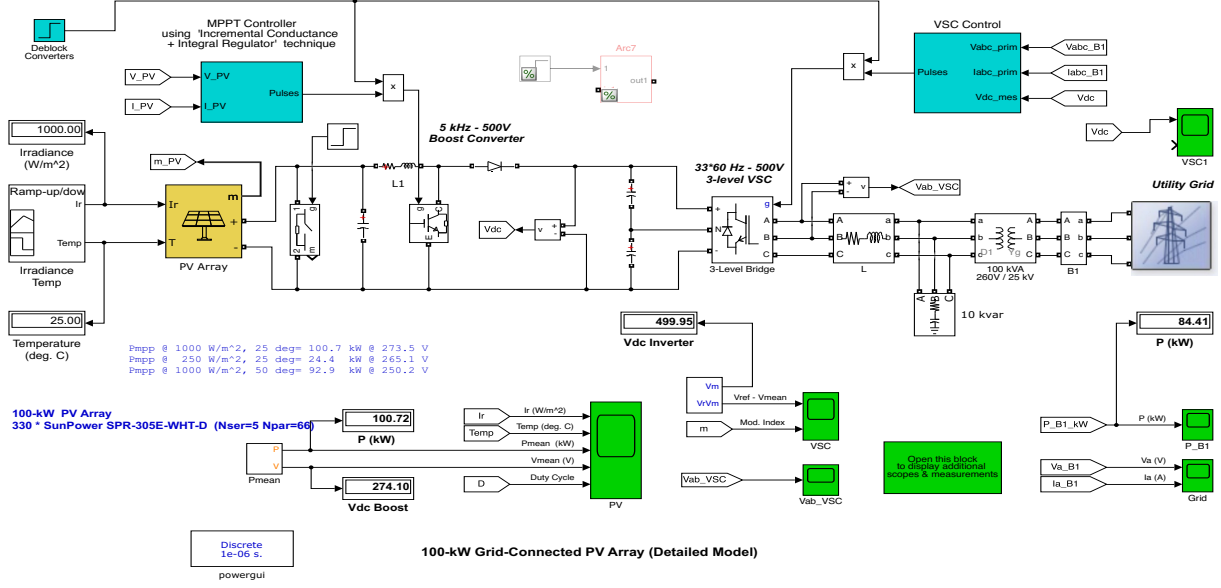 Deblock
Converters
MPPT Controller
using 'Incremental Conductance
+ Integral Regulator' technique
V_PV
I_PV
V_PV
I_PV
Pulses
x
Arc7
1
out1
%
%
x
VSC Control
Vabc_prim
Iabc_prim
Vdc_mes
Pulses
Vabc_B1
Iabc_B1
Vdc
Vdc
VSC1
1000.00
Irradiance
(W/m^2)
m_PV
Ramp-up/dow
Ir
Temp
Irradiance
Temp
Ir
T
m
+
-
PV Array
25.00
Temperature
(deg. C)
5 kHz - 500V
Boost Converter
L1
1
g
2
m
g
C
E
Vdc
v
+
-
33*60 Hz - 500V
3-level VSC
g
+
N
-
A
B
C
3-Level Bridge
+
-
v
Vab_VSC
A
B
C
A
B
C
L
A
B
C
10 kvar
a
b
c
A
B
C
D1
Yg
100 kVA
260V / 25 kV
A
B
C
a
b
c
B1
Utility Grid
Pmpp @ 1000 W/m^2, 25 deg= 100.7 kW @ 273.5 V
Pmpp @ 250 W/m^2, 25 deg= 24.4 kW @ 265.1 V
Pmpp @ 1000 W/m^2, 50 deg= 92.9 kW @ 250.2 V
100-kW PV Array
330 * SunPower SPR-305E-WHT-D (Nser=5 Npar=66)
P
V
Pmean
100.72
P (kW)
274.10
Vdc Boost
Ir
Temp
D
Ir (W/m^2)
Temp (deg. C)
Pmean (kW)
Vmean (V)
Duty Cycle
PV
499.95
Vdc Inverter
Vm
VrVm
m
Vref - Vmean
Mod. Index
VSC
Vab_VSC
Vab_VSC
Open this block
to display additional
scopes & measurements
84.41
P (kW)
P_B1_kW
P (kW)
P_B1
Va_B1
Ia_B1
Va (V)
Ia (A)
Grid
Discrete
1e-06 s.
powergui
100-kW Grid-Connected PV Array (Detailed Model)